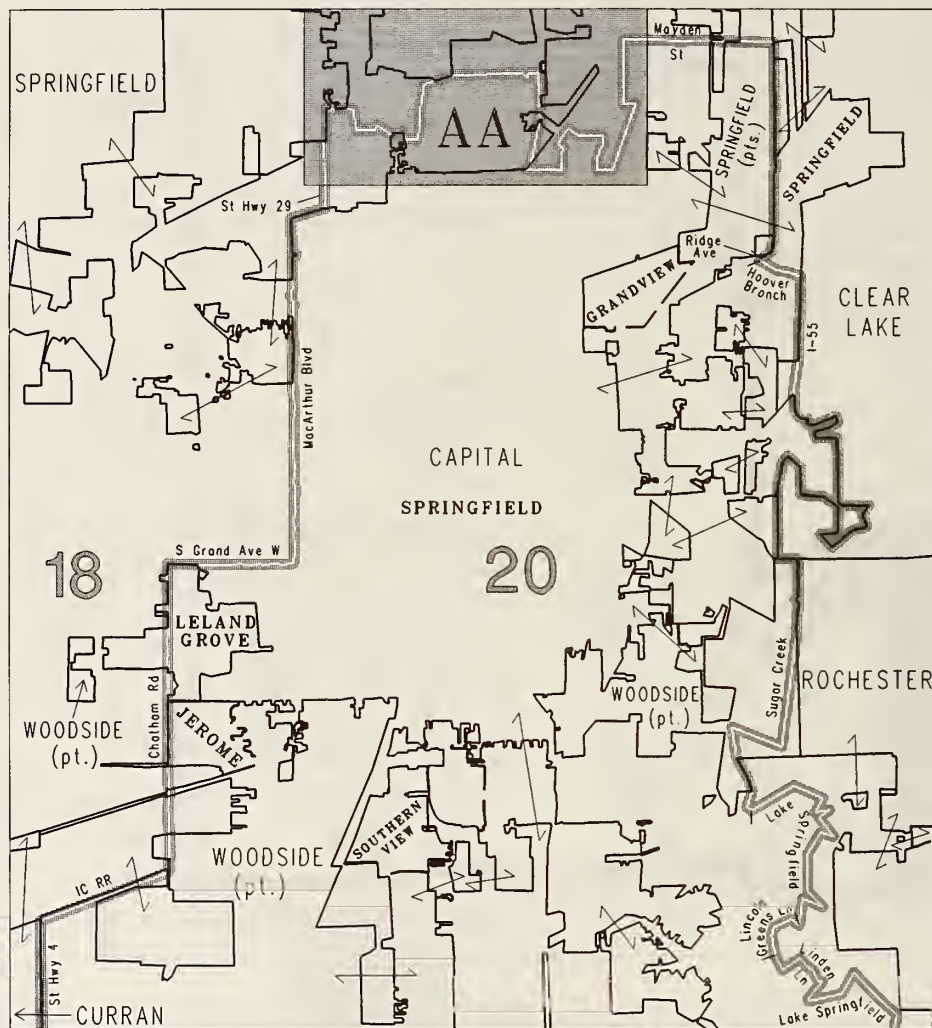 SPRINGFIELD
AA
Mayden
St
SPRINGFIELD
(pts.)
SPRINGFIELD
St Hwy 29
Ridge
Ave
Hoover
Branch
GRANDVIEW
CLEAR
LAKE
I-55
MacArthur Blvd
CAPITAL
SPRINGFIELD
S Grand Ave W
18
20
LELAND
GROVE
Sugar Creek
ROCHESTER
WOODSIDE
(pt.)
Chatham Rd
JEROME
WOODSIDE
(pt.)
Lake
Springfield
SOUTHERN
VIEW
WOODSIDE
(pt.)
IC RR
Lincoln
Greens Ln
Linden
Ln
Lake Springfield
St Hwy 4
CURRAN